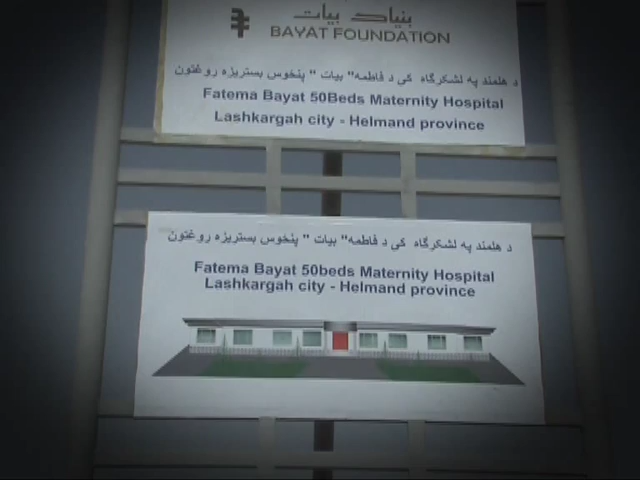 بنیاد بیات
BAYAT FOUNDATION
د هلمند په لشکرگاه کی د فاطمه" بیات " پنځوس بستریزه روغتون
Fatema Bayat 50Beds Maternity Hospital
Lashkargah city - Helmand province
د هلمند په لشکرگاه کی د فاطمه" بیات " پنځوس بستریزه روغتون
Fatema Bayat 50beds Maternity Hospital
Lashkargah city - Helmand province